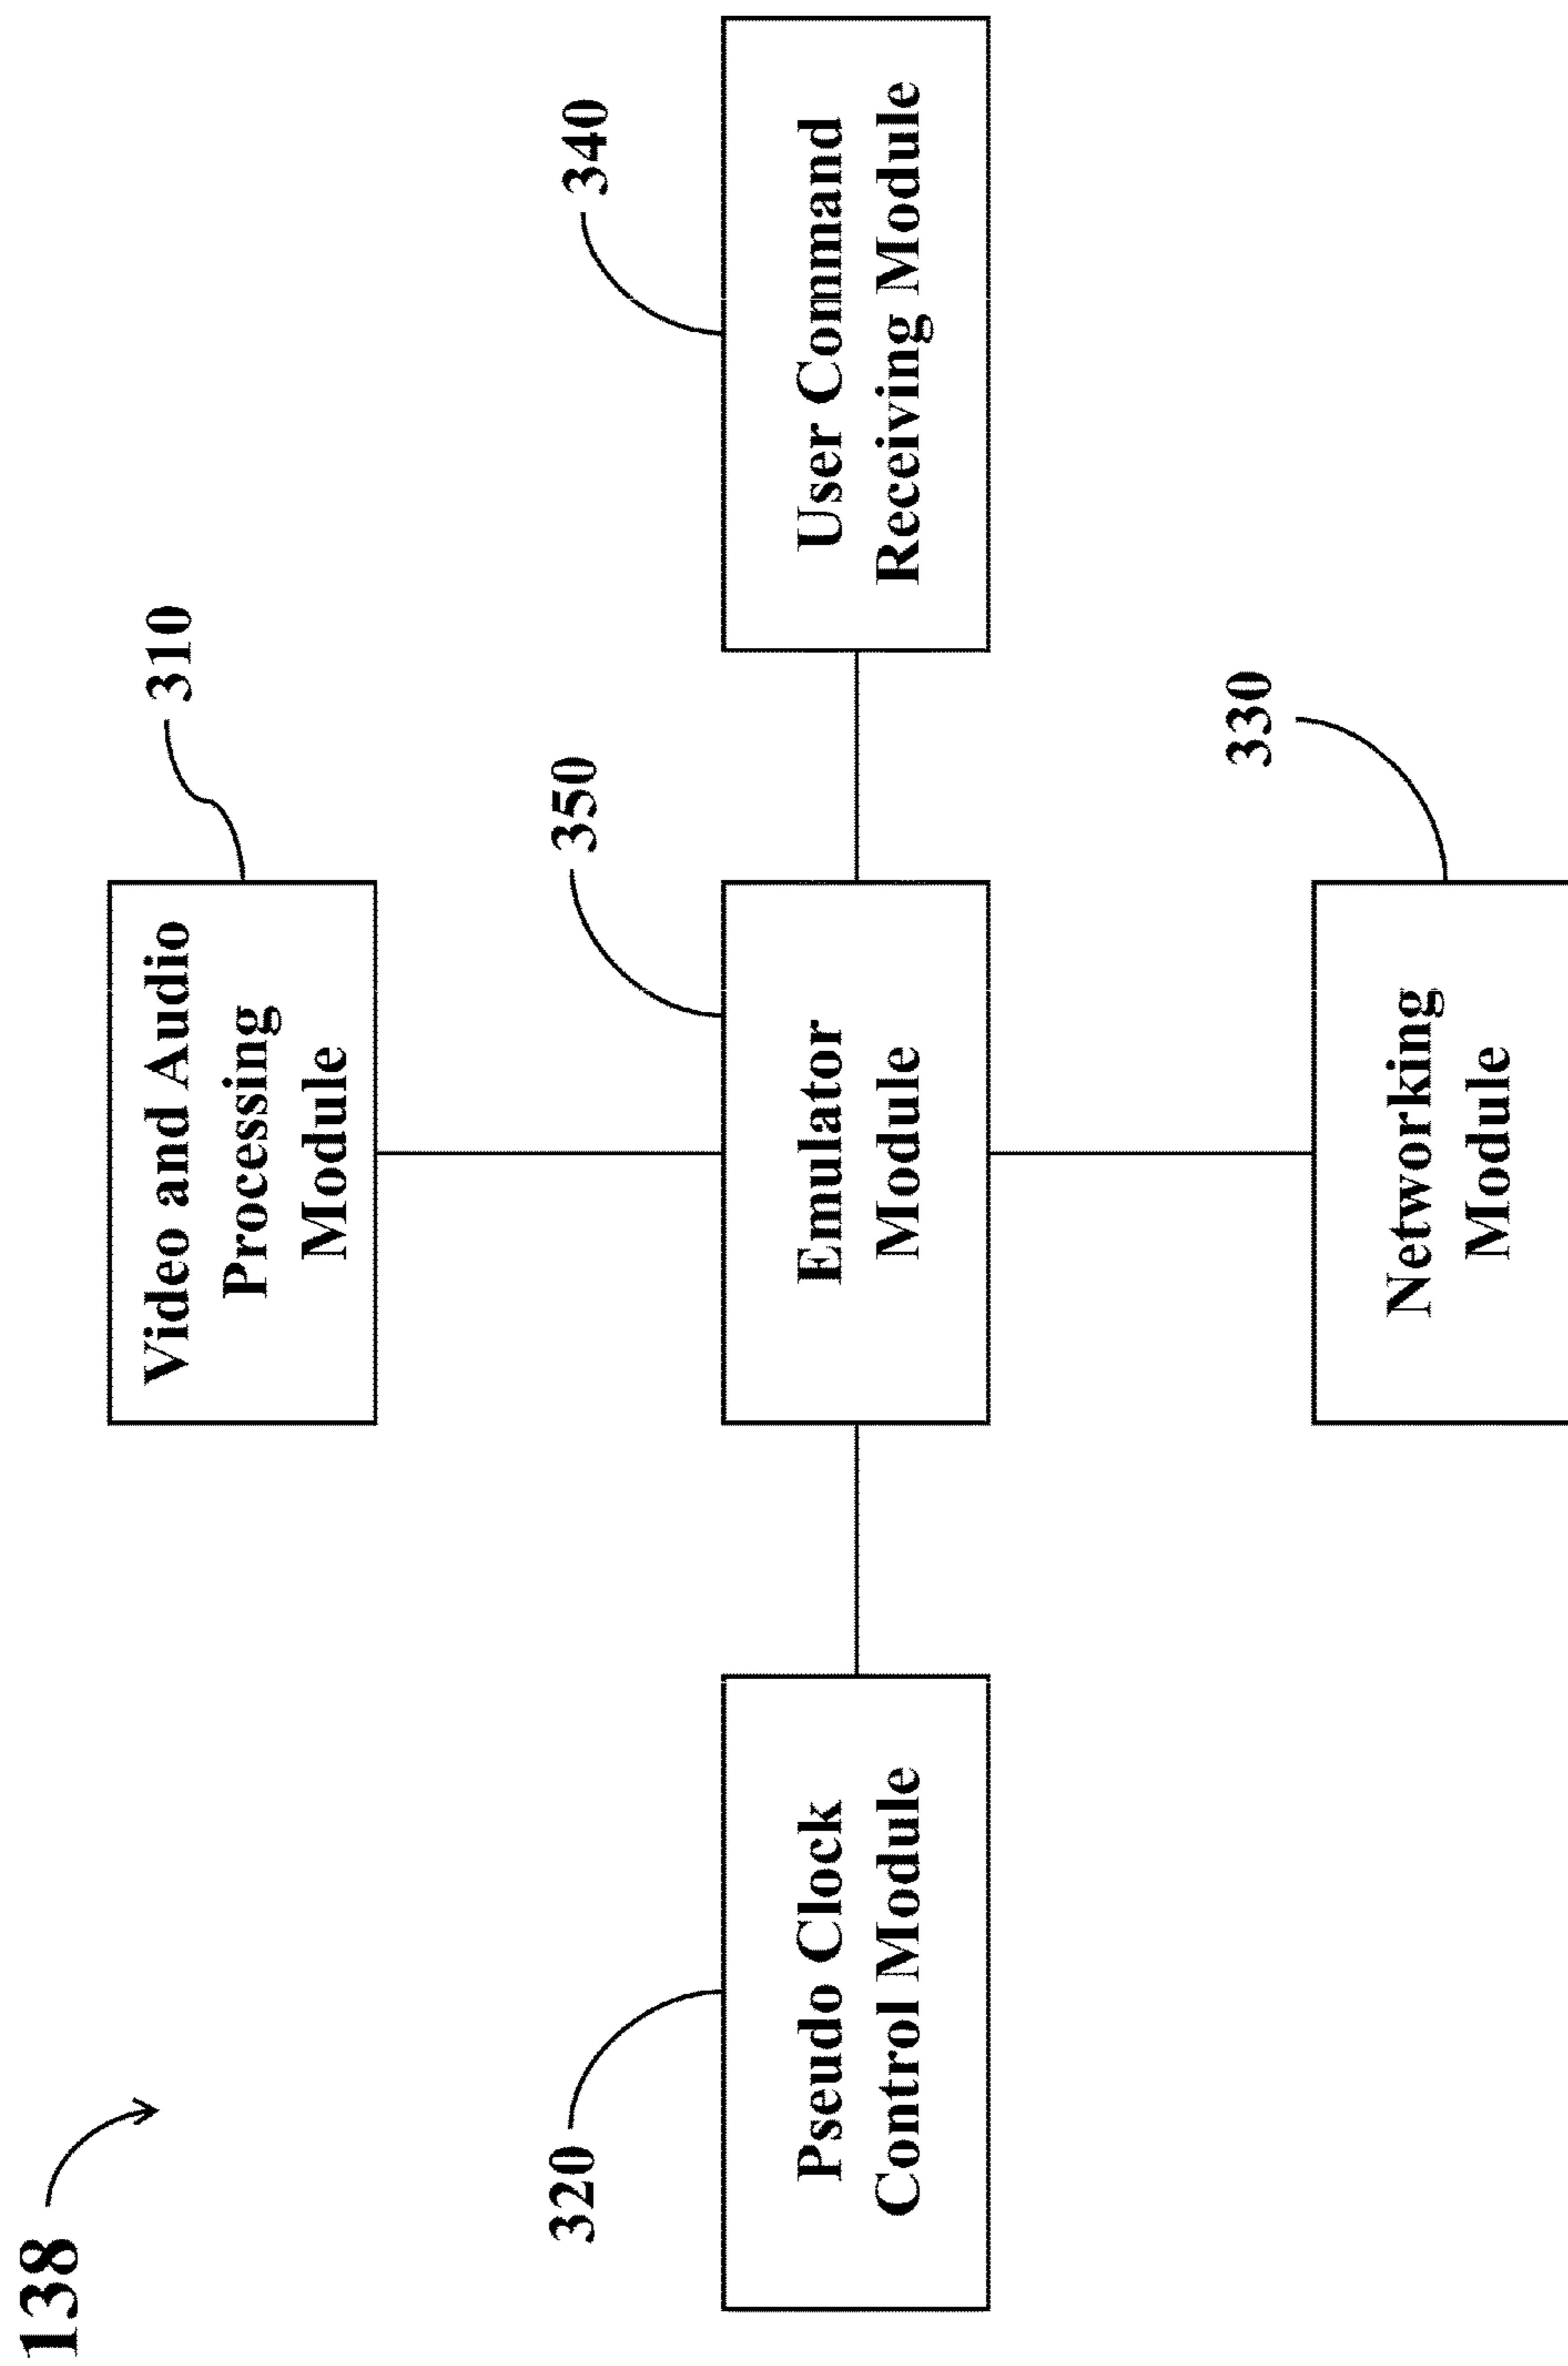 138
310
Video and Audio
Processing
Module
320
350
340
Pseudo Clock
Control Module
Emulator
Module
User Command
Receiving Module
330
Networking
Module